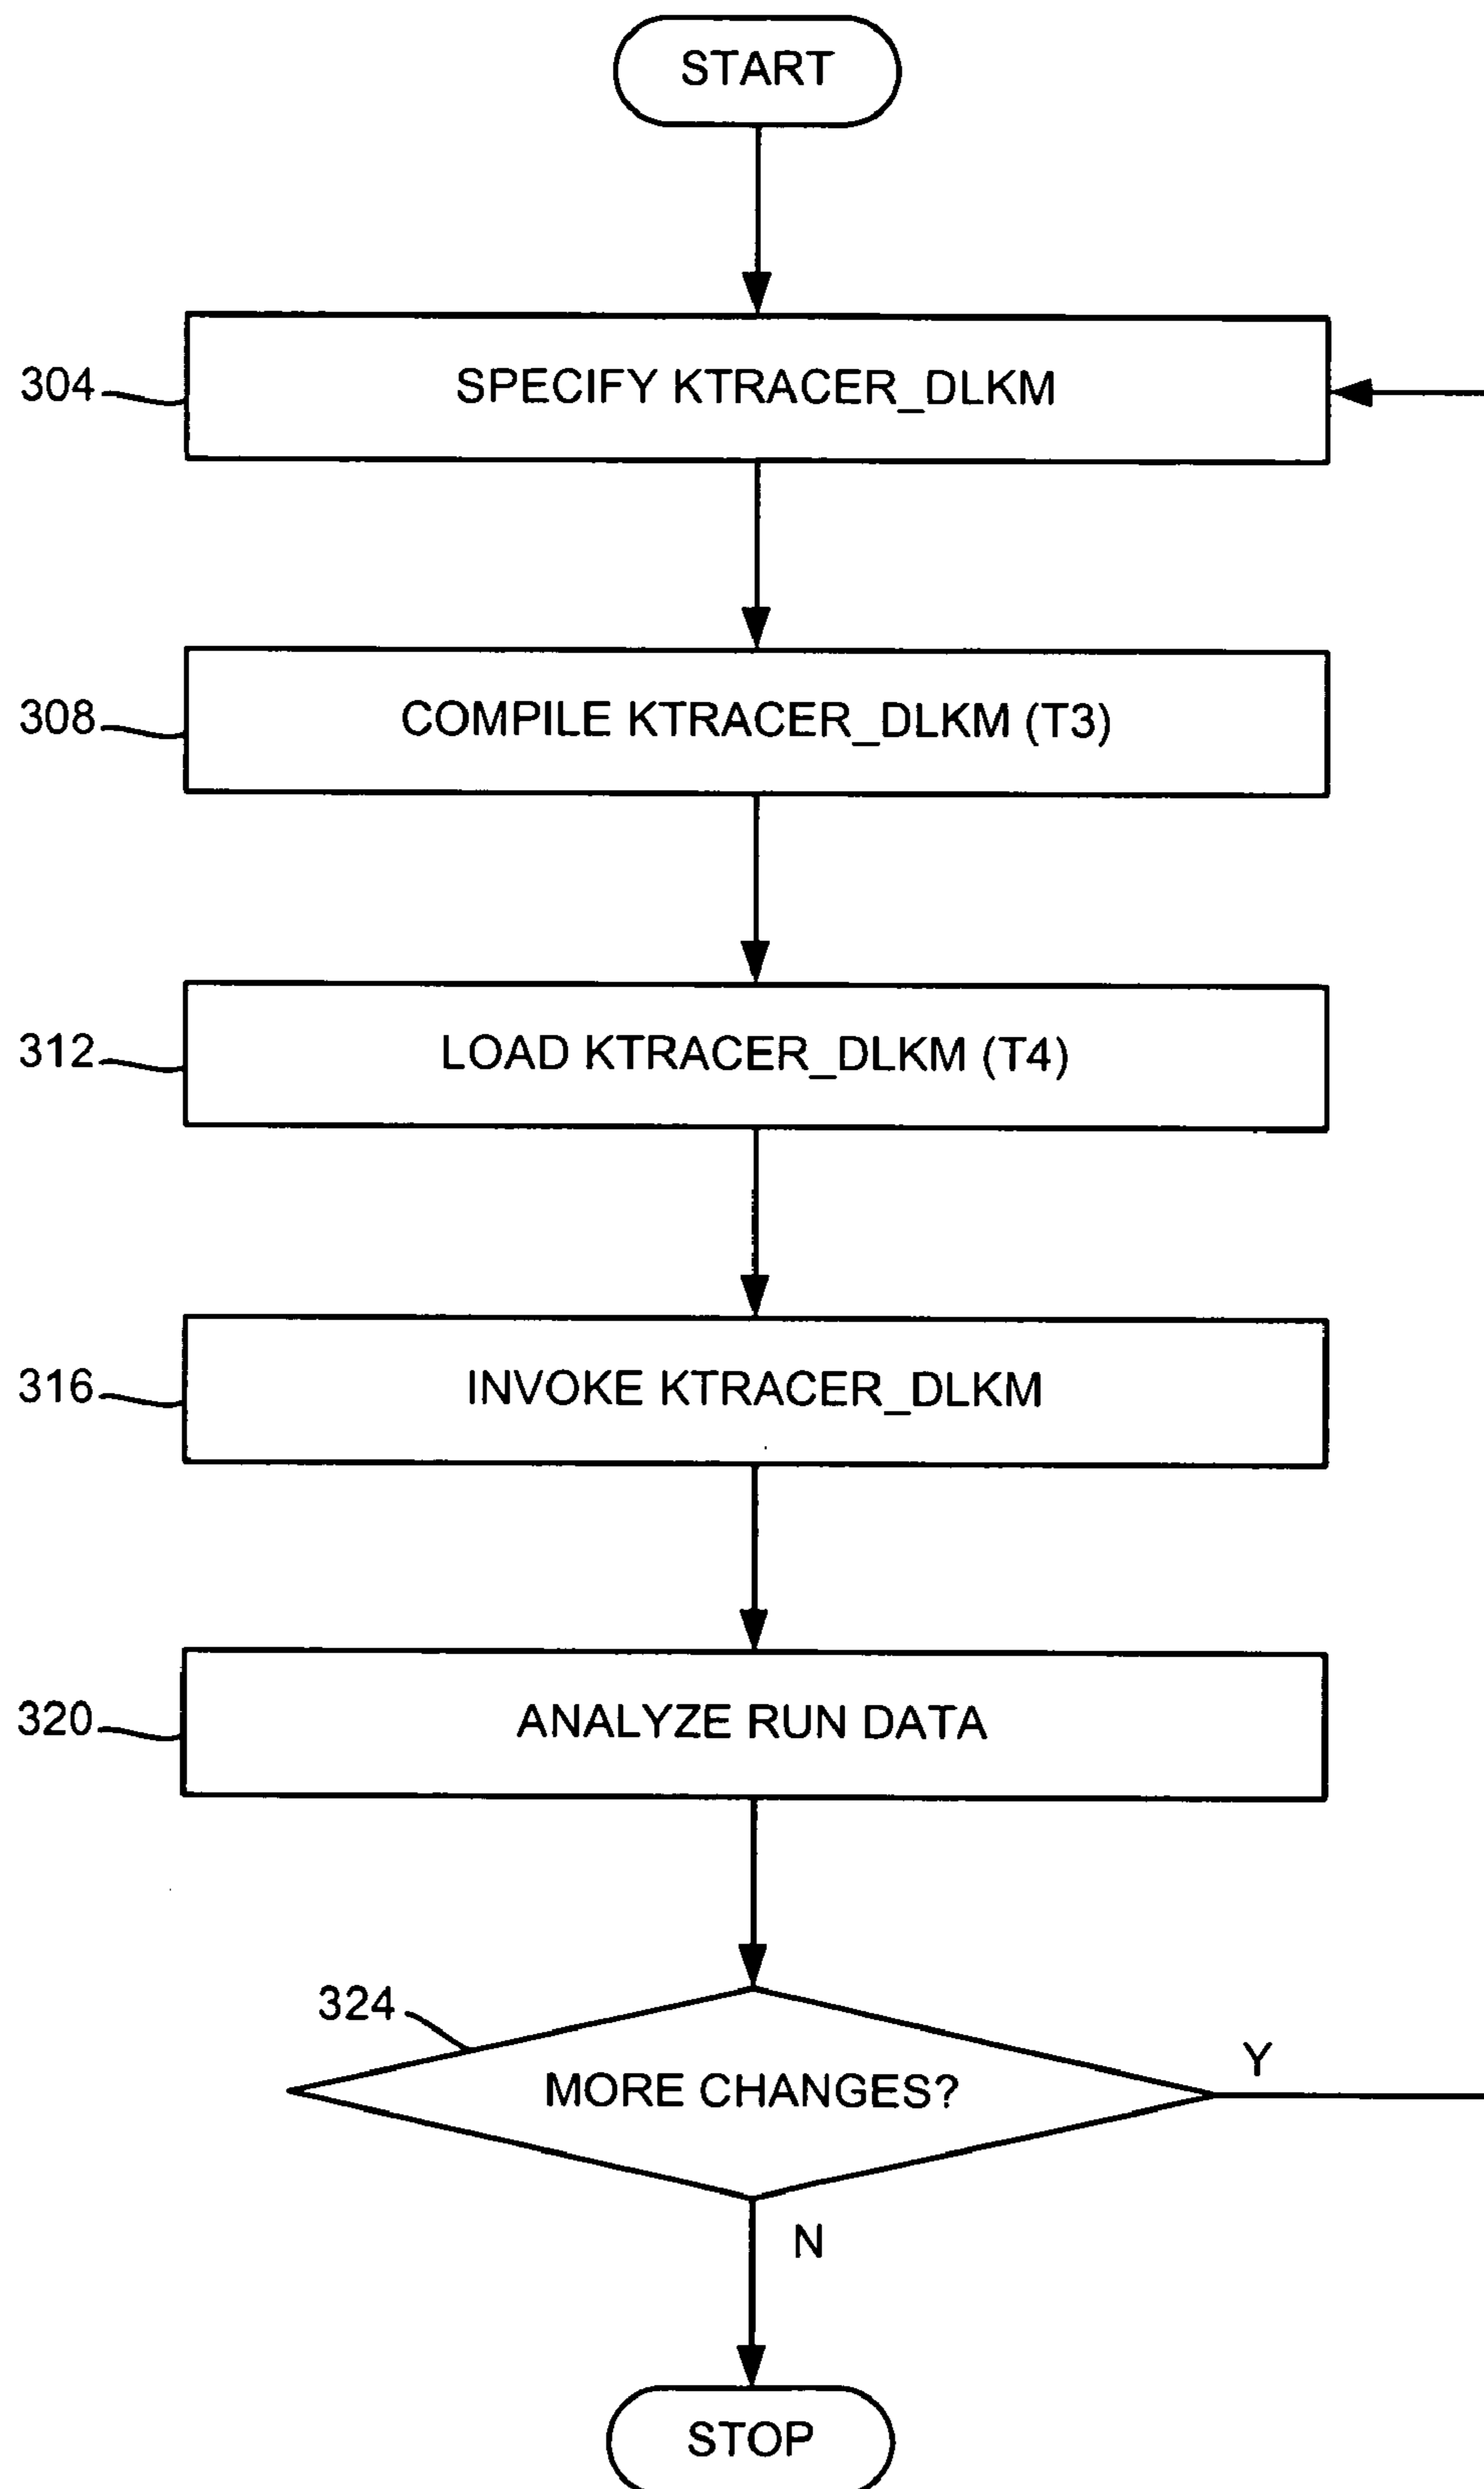 START
304
SPECIFY KTRACER_DLKM
308
COMPILE KTRACER_DLKM (T3)
312
LOAD KTRACER_DLKM (T4)
316
INVOKE KTRACER_DLKM
320
ANALYZE RUN DATA
324
MORE CHANGES?
Y
N
STOP